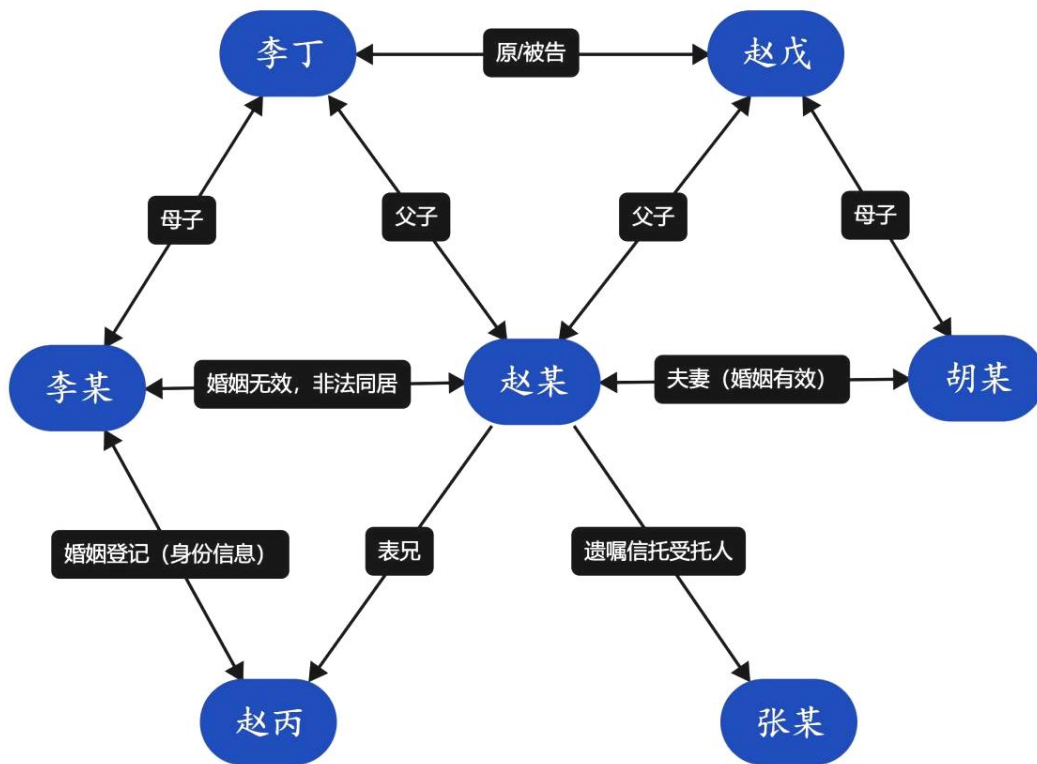 李丁
原/被告
赵戊
母子
父子
父子
母子
李某
婚姻无效，非法同居
赵某
夫妻（婚姻有效）
胡某
婚姻登记（身份信息）
表兄
遗嘱信托受托人
赵丙
张某